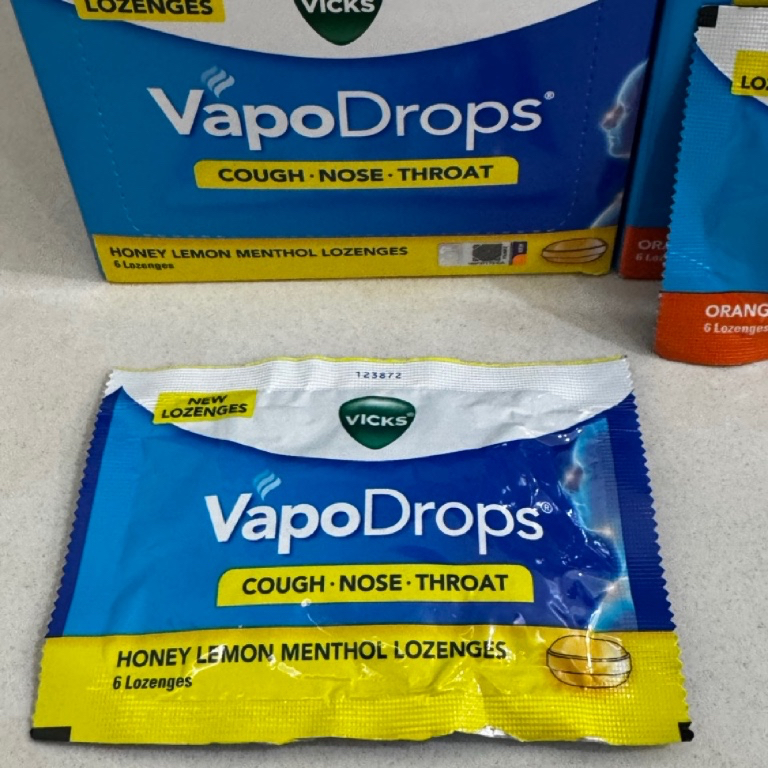 LOZENGES
VICKS
VapoDrops®
COUGH · NOSE · THROAT
HONEY LEMON MENTHOL LOZENGES
6 Lozenges
ORANG
6 Lozenges
123872
NEW
LOZENGES
VICKS®
VapoDrops®
COUGH · NOSE · THROAT
HONEY LEMON MENTHOL LOZENGES
6 Lozenges